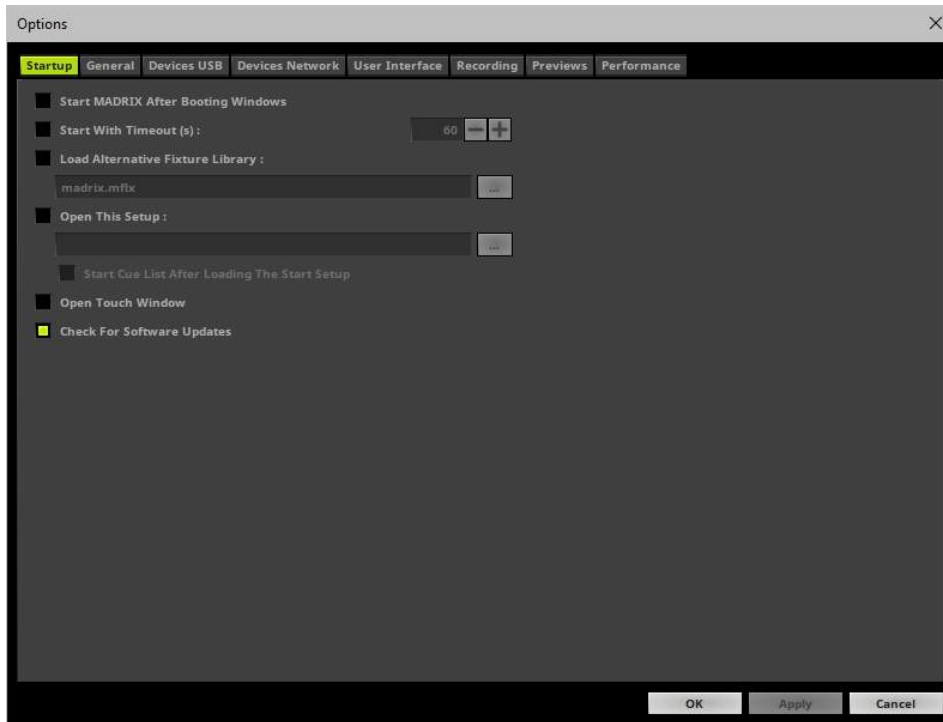 Options
Startup General Devices USB Devices Network User Interface Recording Previews Performance
Start MADRIX After Booting Windows
Start With Timeout (s) : 60
Load Alternative Fixture Library :
madrix.mflx ...
Open This Setup :
...
Start Cue List After Loading The Start Setup
Open Touch Window
Check For Software Updates
OK Apply Cancel